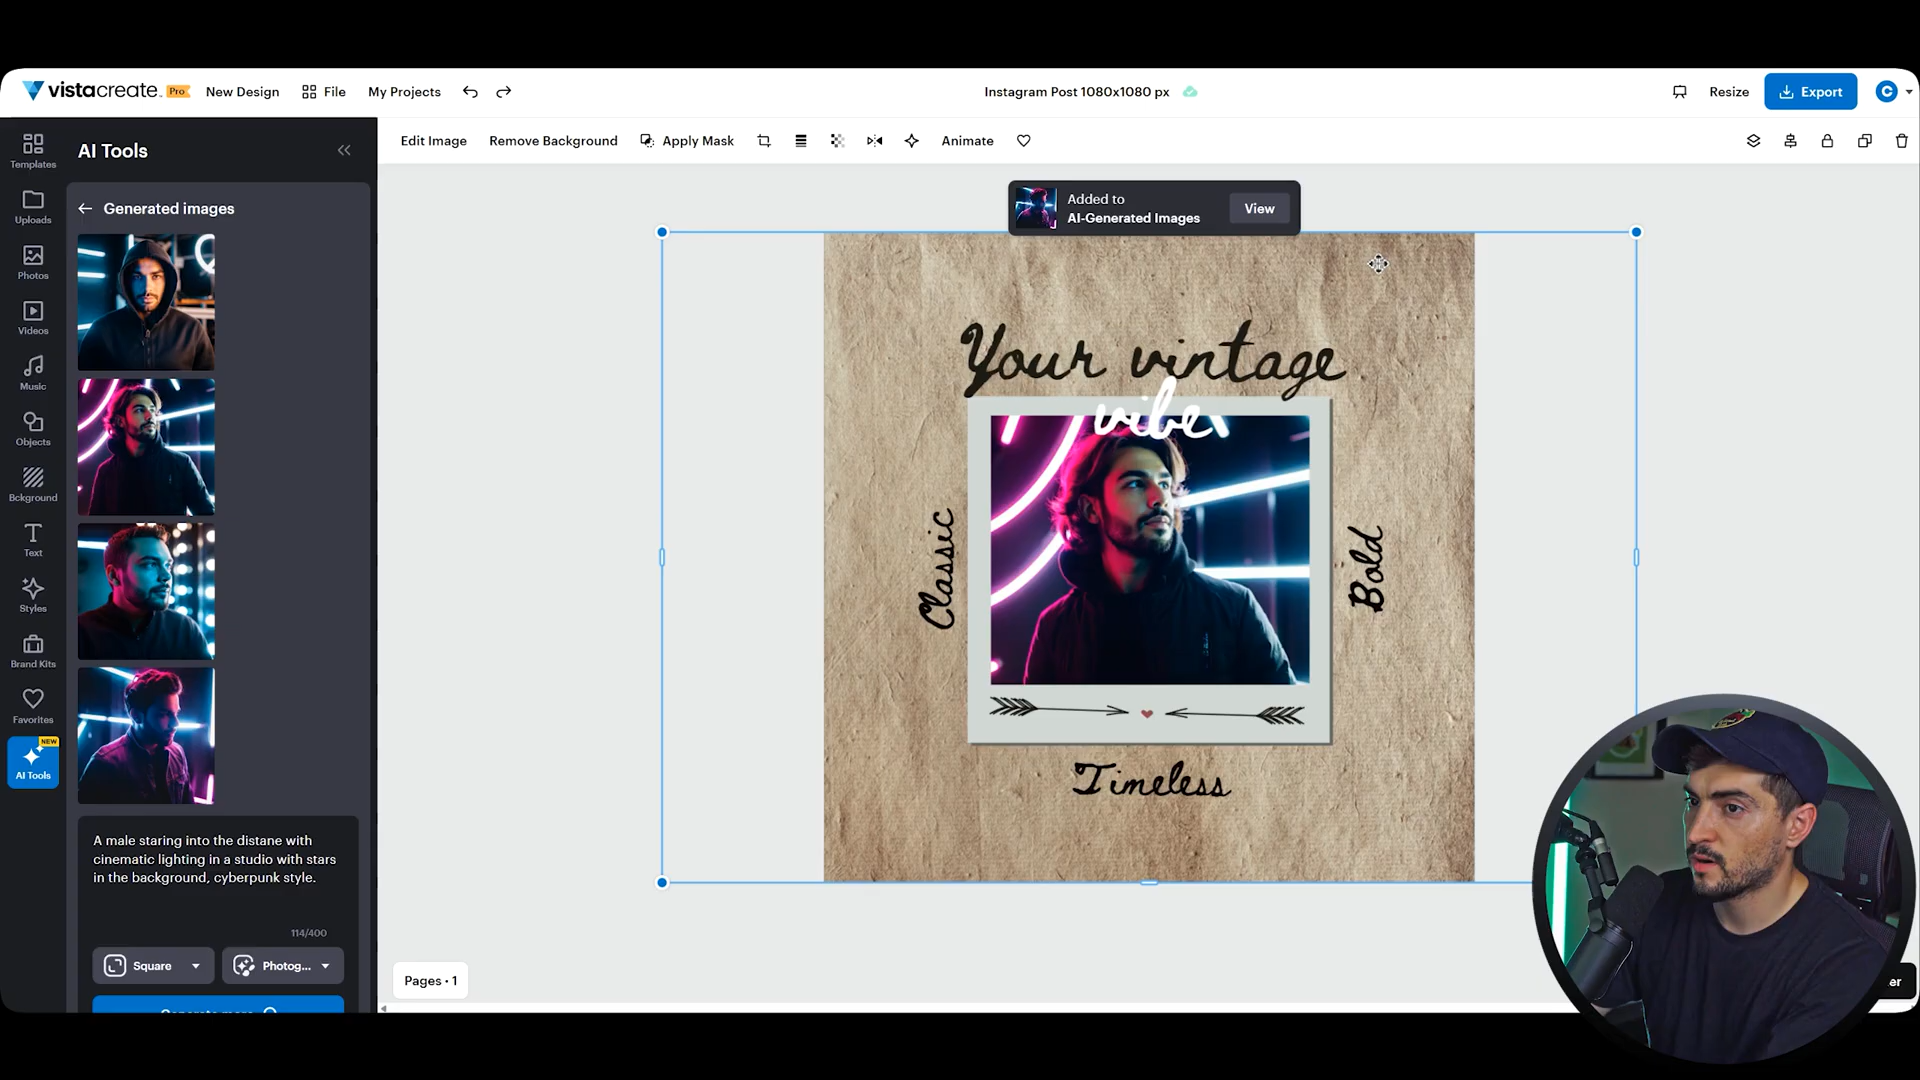 vistacreate Pro New Design File My Projects Instagram Post 1080x1080 px Resize Export C
Edit Image Remove Background Apply Mask Animate
AI Tools
Generated images
Templates
Uploads
Photos
Videos
Music
Objects
Bckground
Text
Styles
Brand Kits
Favorites
NEW
AI Tools
A male staring into the distane with
cinematic lighting in a studio with stars
in the background, cyberpunk style.
114/400
Square Photog...
Added to
AI-Generated Images
View
Your vintage
vibe
Classic
Bold
Timeless
Pages • 1